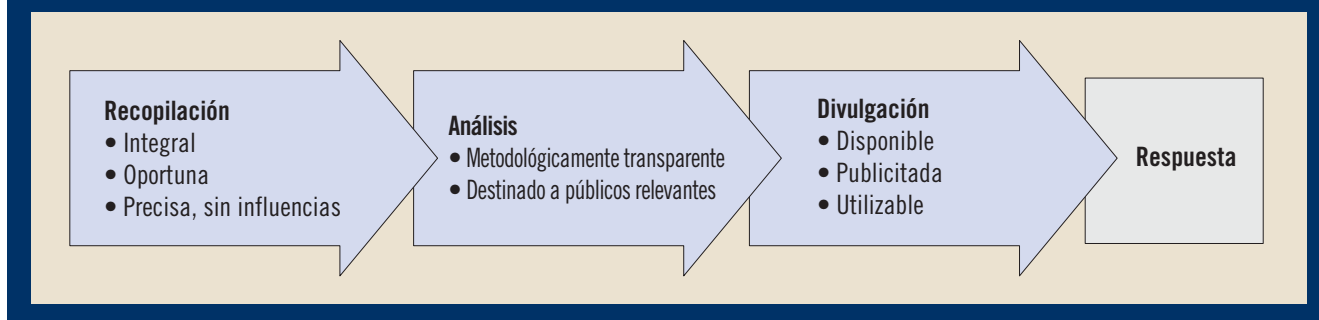 Recopilación
• Integral
• Oportuna
• Precisa, sin influencias
Análisis
• Metodológicamente transparente
• Destinado a públicos relevantes
Divulgación
• Disponible
• Publicitada
• Utilizable
Respuesta